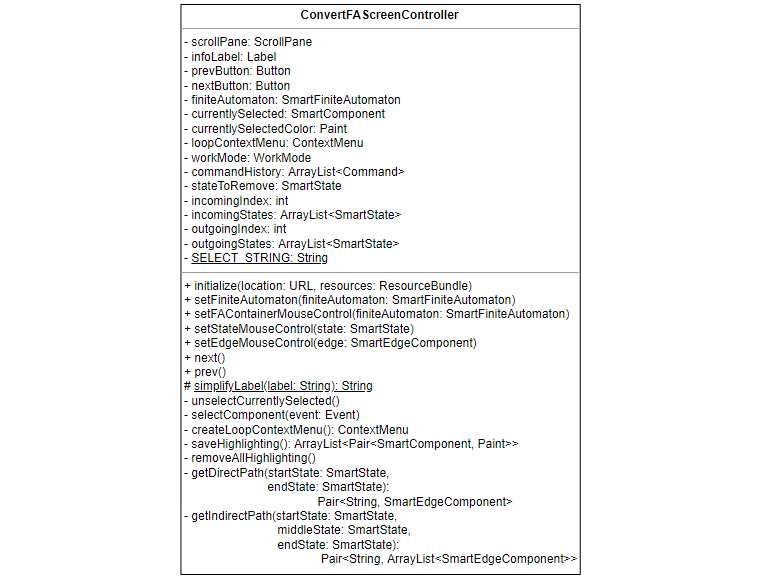 ConvertFAScreenController
- scrollPane: ScrollPane
- infoLabel: Label
- prevButton: Button
- nextButton: Button
- finiteAutomaton: SmartFiniteAutomaton
- currentlySelected: SmartComponent
- currentlySelectedColor: Paint
- loopContextMenu: ContextMenu
- workMode: WorkMode
- commandHistory: ArrayList<Command>
- stateToRemove: SmartState
- incomingIndex: int
- incomingStates: ArrayList<SmartState>
- outgoingIndex: int
- outgoingStates: ArrayList<SmartState>
- SELECT_STRING: String
+ initialize(location: URL, resources: ResourceBundle)
+ setFiniteAutomaton(finiteAutomaton: SmartFiniteAutomaton)
+ setFAContainerMouseControl(finiteAutomaton: SmartFiniteAutomaton)
+ setStateMouseControl(state: SmartState)
+ setEdgeMouseControl(edge: SmartEdgeComponent)
+ next()
+ prev()
# simplifyLabel(label: String): String
- unselectCurrentlySelected()
- selectComponent(event: Event)
- createLoopContextMenu(): ContextMenu
- saveHighlighting(): ArrayList<Pair<SmartComponent, Paint>>
- removeAllHighlighting()
- getDirectPath(startState: SmartState,
endState: SmartState):
Pair<String, SmartEdgeComponent>
- getIndirectPath(startState: SmartState,
middleState: SmartState,
endState: SmartState):
Pair<String, ArrayList<SmartEdgeComponent>>